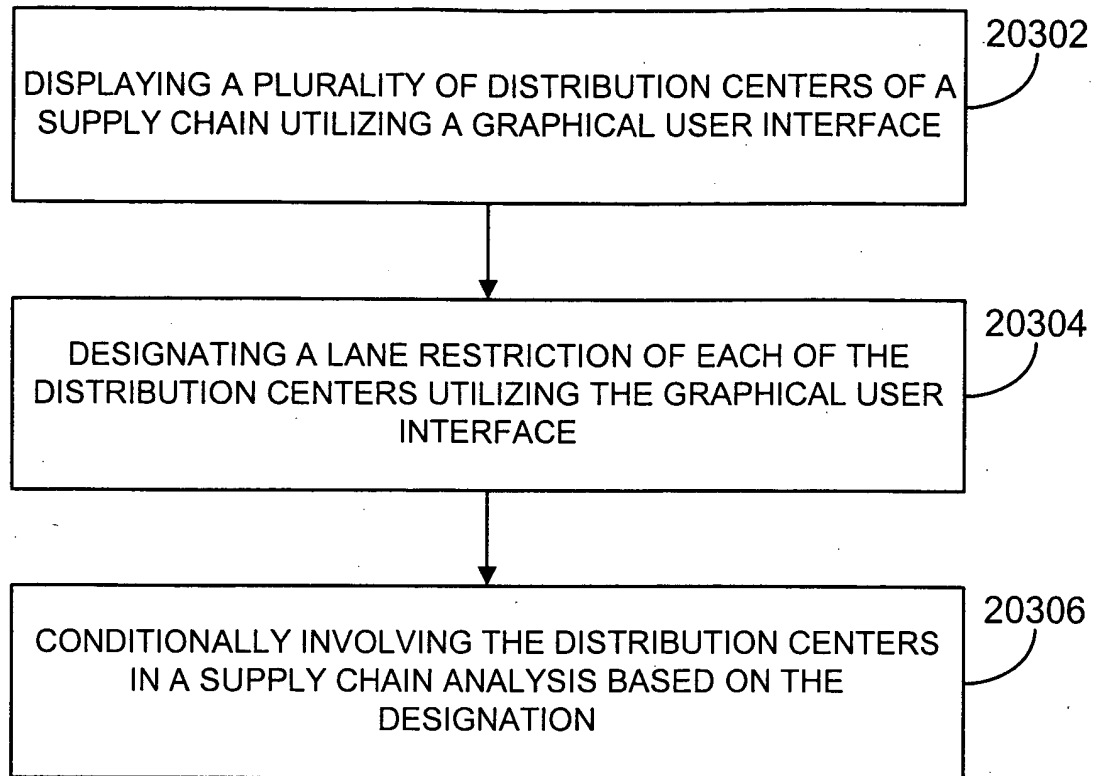 20302
DISPLAYING A PLURALITY OF DISTRIBUTION CENTERS OF A
SUPPLY CHAIN UTILIZING A GRAPHICAL USER INTERFACE
20304
DESIGNATING A LANE RESTRICTION OF EACH OF THE
DISTRIBUTION CENTERS UTILIZING THE GRAPHICAL USER
INTERFACE
20306
CONDITIONALLY INVOLVING THE DISTRIBUTION CENTERS
IN A SUPPLY CHAIN ANALYSIS BASED ON THE
DESIGNATION